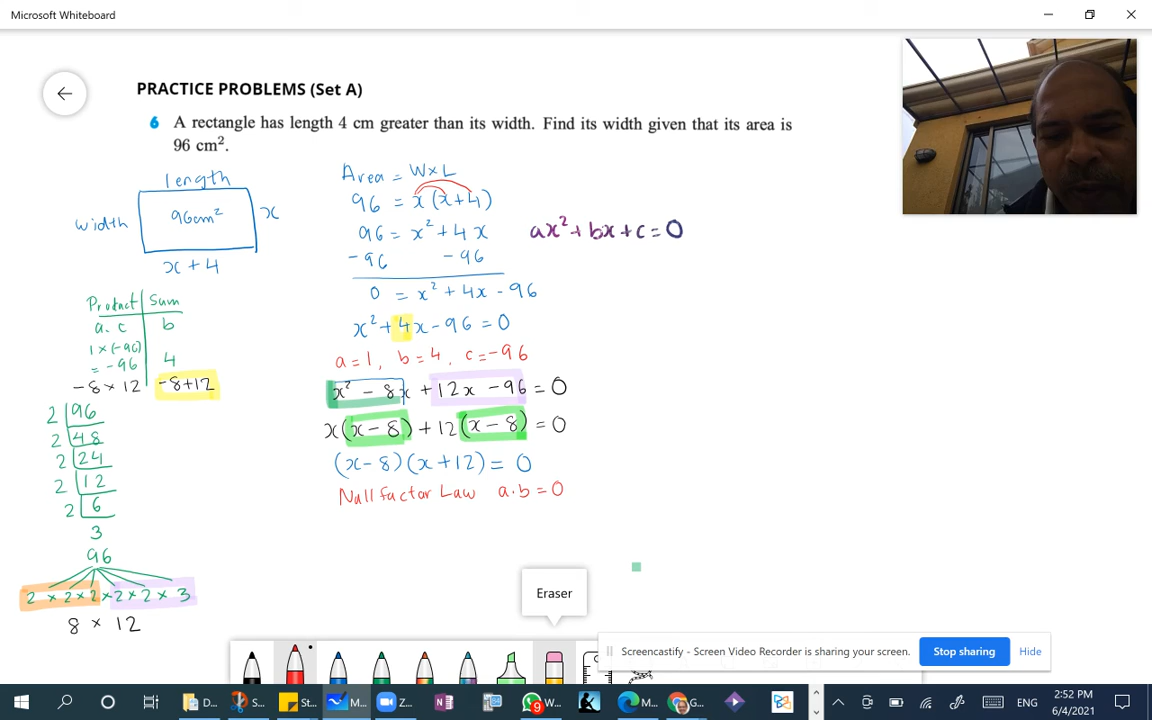 Microsoft Whiteboard
PRACTICE PROBLEMS (Set A)
6 A rectangle has length 4 cm greater than its width. Find its width given that its area is
96 cm².
length
width
96cm²
x
x + 4
Area = W×L
96 = x(x+4)
96 = x² + 4x
-96 -96
0 = x² + 4x - 96
x² + 4x - 96 = 0
a=1, b=4, c=-96
x² - 8x + 12x - 96 = 0
x(x-8) + 12(x-8) = 0
(x-8)(x+12) = 0
Null factor Law a·b = 0
ax² + bx + c = 0
Product Sum
a.c b
1×(-96)
= -96 4
-8 × 12 -8+12
2 96
2 48
2 24
2 12
2 6
3
96
2 × 2 × 2 × 2 × 2 × 3
8 × 12
Eraser
Screencastify - Screen Video Recorder is sharing your screen.
Stop sharing
Hide
D...
S...
St...
M...
Z...
9
W...
M...
G...
ENG
2:52 PM
6/4/2021